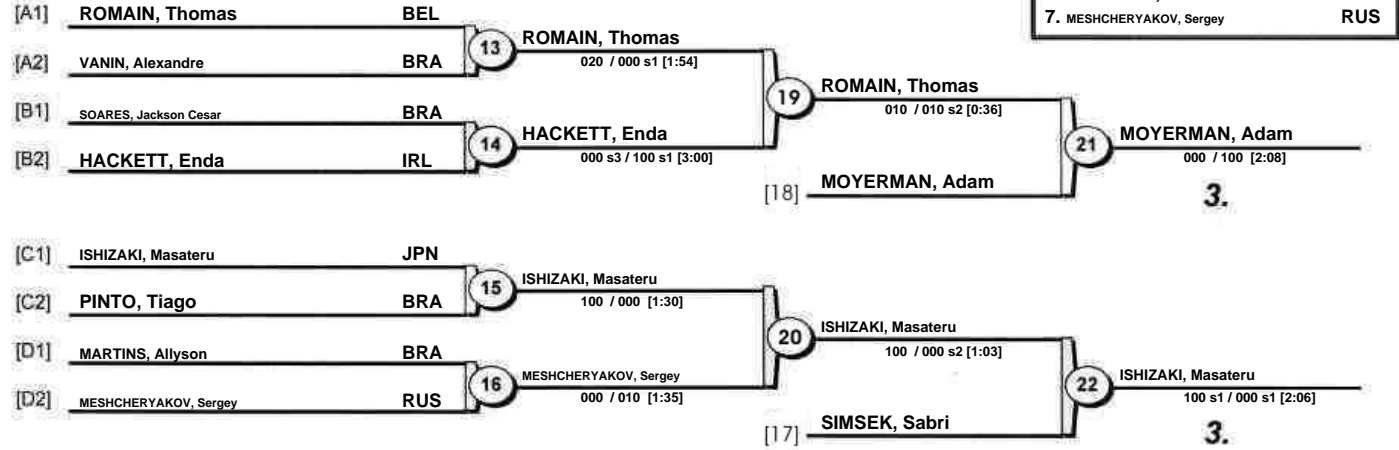 [A1] ROMAIN, Thomas BEL
7. MESHCHERYAKOV, Sergey RUS
13 ROMAIN, Thomas
020 / 000 s1 [1:54]
[A2] VANIN, Alexandre BRA
19 ROMAIN, Thomas
010 / 010 s2 [0:36]
[B1] SOARES, Jackson Cesar BRA
14 HACKETT, Enda
000 s3 / 100 s1 [3:00]
21 MOYERMAN, Adam
000 / 100 [2:08]
[B2] HACKETT, Enda IRL
[18] MOYERMAN, Adam
3.
[C1] ISHIZAKI, Masateru JPN
15 ISHIZAKI, Masateru
100 / 000 [1:30]
[C2] PINTO, Tiago BRA
20 ISHIZAKI, Masateru
100 / 000 s2 [1:03]
[D1] MARTINS, Allyson BRA
16 MESHCHERYAKOV, Sergey
000 / 010 [1:35]
22 ISHIZAKI, Masateru
100 s1 / 000 s1 [2:06]
[D2] MESHCHERYAKOV, Sergey RUS
[17] SIMSEK, Sabri
3.